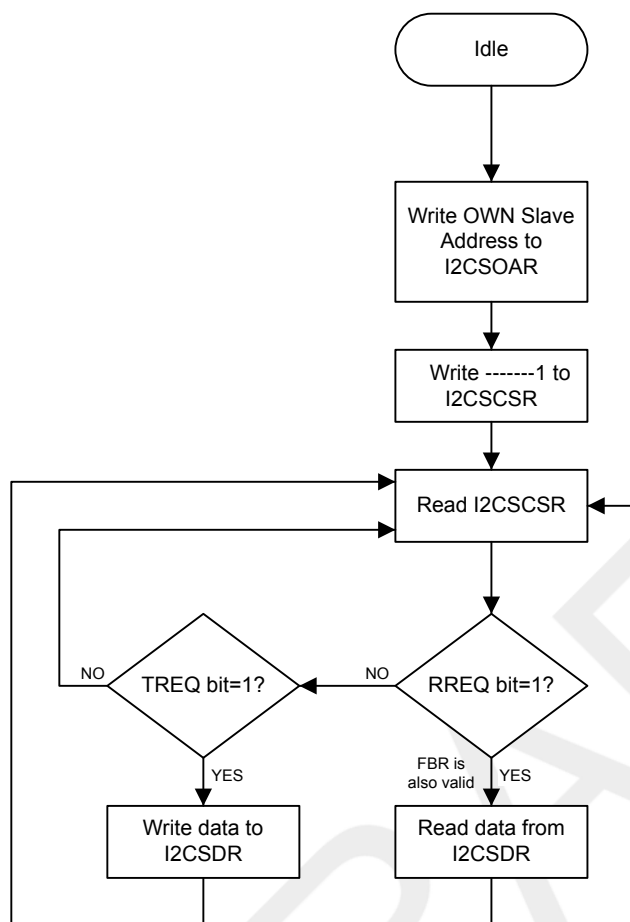 Idle
Write OWN Slave
Address to
I2CSOAR
Write -------1 to
I2CSCSR
Read I2CSCSR
NO
TREQ bit=1?
NO
RREQ bit=1?
YES
FBR is
also valid
YES
Write data to
I2CSDR
Read data from
I2CSDR